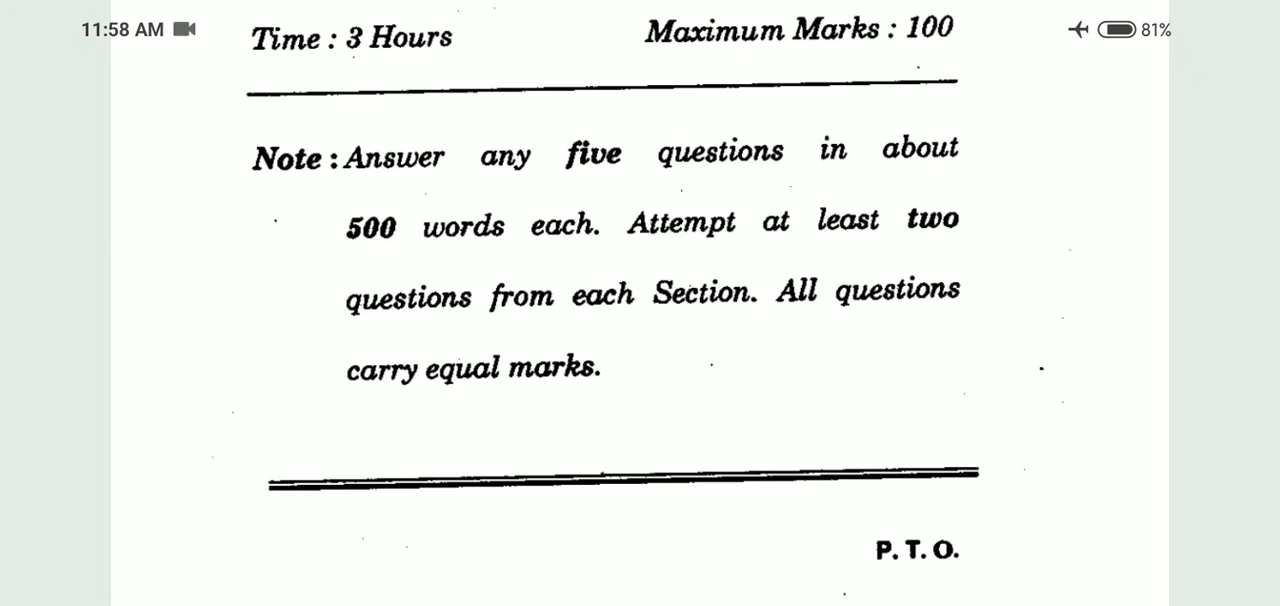 11:58 AM 81%
Time : 3 Hours Maximum Marks : 100
Note : Answer any five questions in about
500 words each. Attempt at least two
questions from each Section. All questions
carry equal marks.
P. T. O.